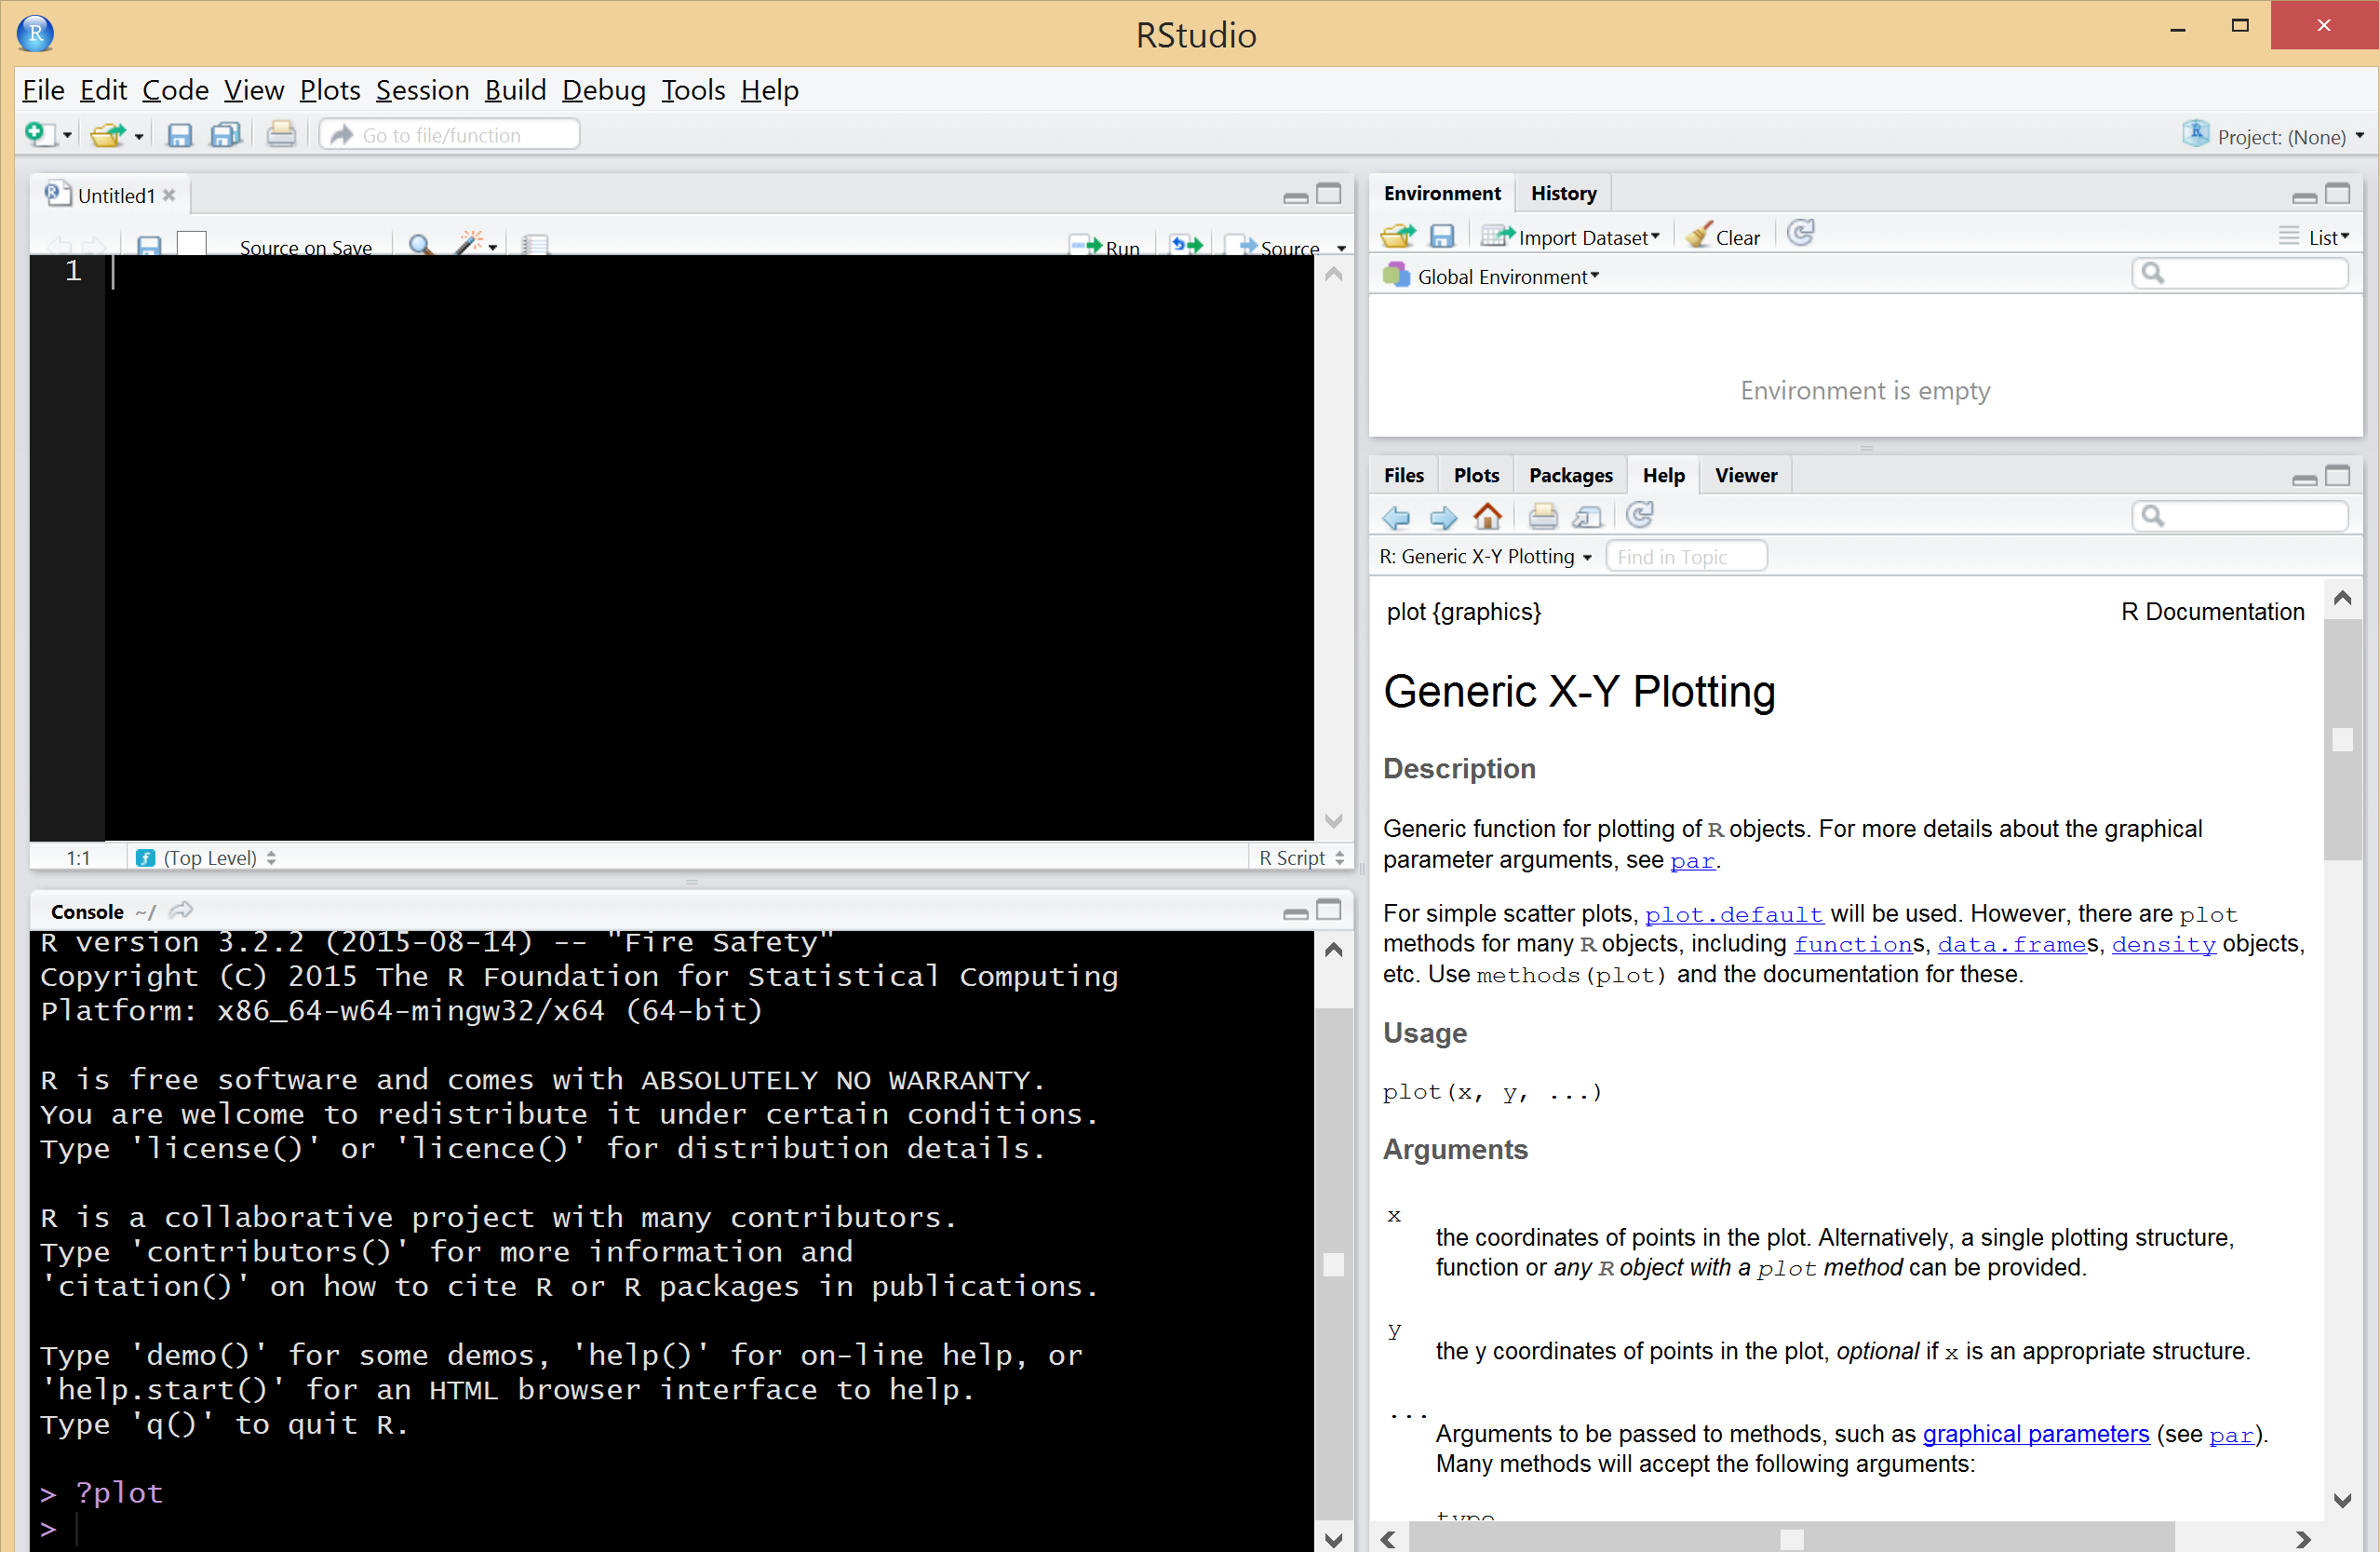 RStudio
File Edit Code View Plots Session Build Debug Tools Help
Go to file/function
Project: (None)
Untitled1
Source on Save
Run
Source
1
1:1
(Top Level)
R Script
Console ~/
R version 3.2.2 (2015-08-14) -- "Fire Safety"
Copyright (C) 2015 The R Foundation for Statistical Computing
Platform: x86_64-w64-mingw32/x64 (64-bit)
R is free software and comes with ABSOLUTELY NO WARRANTY.
You are welcome to redistribute it under certain conditions.
Type 'license()' or 'licence()' for distribution details.
R is a collaborative project with many contributors.
Type 'contributors()' for more information and
'citation()' on how to cite R or R packages in publications.
Type 'demo()' for some demos, 'help()' for on-line help, or
'help.start()' for an HTML browser interface to help.
Type 'q()' to quit R.
> ?plot
>
Environment History
Import Dataset
Clear
List
Global Environment
Environment is empty
Files Plots Packages Help Viewer
R: Generic X-Y Plotting
Find in Topic
plot {graphics}
R Documentation
Generic X-Y Plotting
Description
Generic function for plotting of R objects. For more details about the graphical
parameter arguments, see par.
For simple scatter plots, plot.default will be used. However, there are plot
methods for many R objects, including functions, data.frames, density objects,
etc. Use methods(plot) and the documentation for these.
Usage
plot(x, y, ...)
Arguments
x
the coordinates of points in the plot. Alternatively, a single plotting structure,
function or any R object with a plot method can be provided.
y
the y coordinates of points in the plot, optional if x is an appropriate structure.
...
Arguments to be passed to methods, such as graphical parameters (see par).
Many methods will accept the following arguments:
type